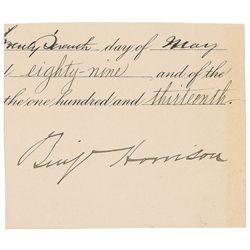 twenty seventh day of May
eighty-nine and of the
the one hundred and thirteenth.
Benj Harrison